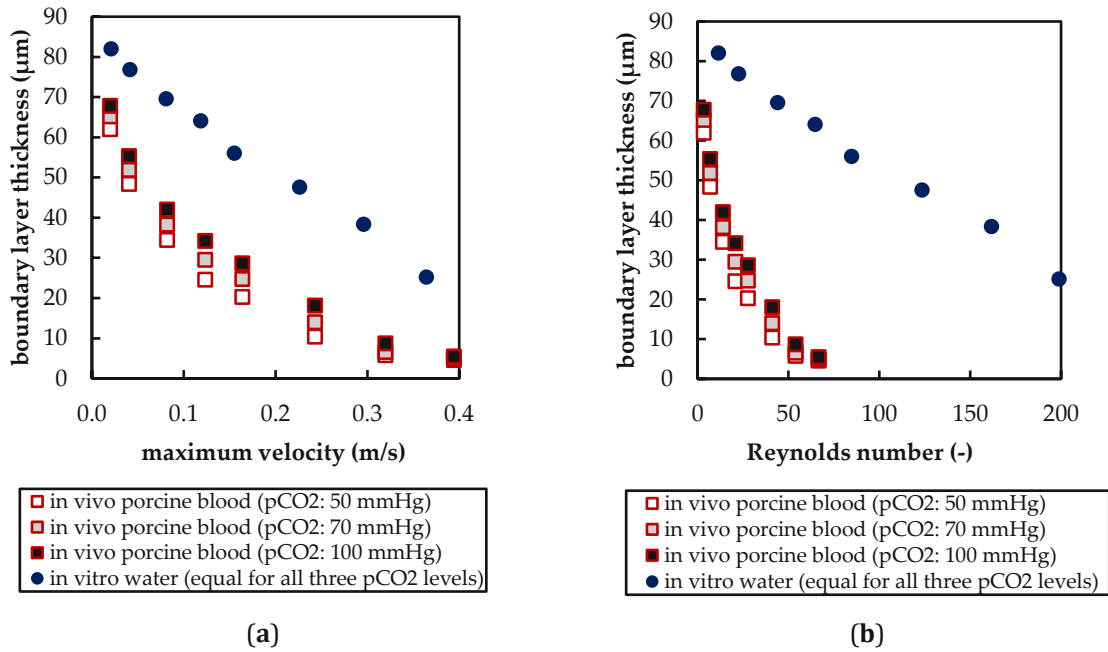 boundary layer thickness (µm)
90
80
70
60
50
40
30
20
10
0
0.0 0.1 0.2 0.3 0.4
maximum velocity (m/s)
in vivo porcine blood (pCO2: 50 mmHg)
in vivo porcine blood (pCO2: 70 mmHg)
in vivo porcine blood (pCO2: 100 mmHg)
in vitro water (equal for all three pCO2 levels)
(a)
boundary layer thickness (µm)
90
80
70
60
50
40
30
20
10
0
0 50 100 150 200
Reynolds number (-)
in vivo porcine blood (pCO2: 50 mmHg)
in vivo porcine blood (pCO2: 70 mmHg)
in vivo porcine blood (pCO2: 100 mmHg)
in vitro water (equal for all three pCO2 levels)
(b)